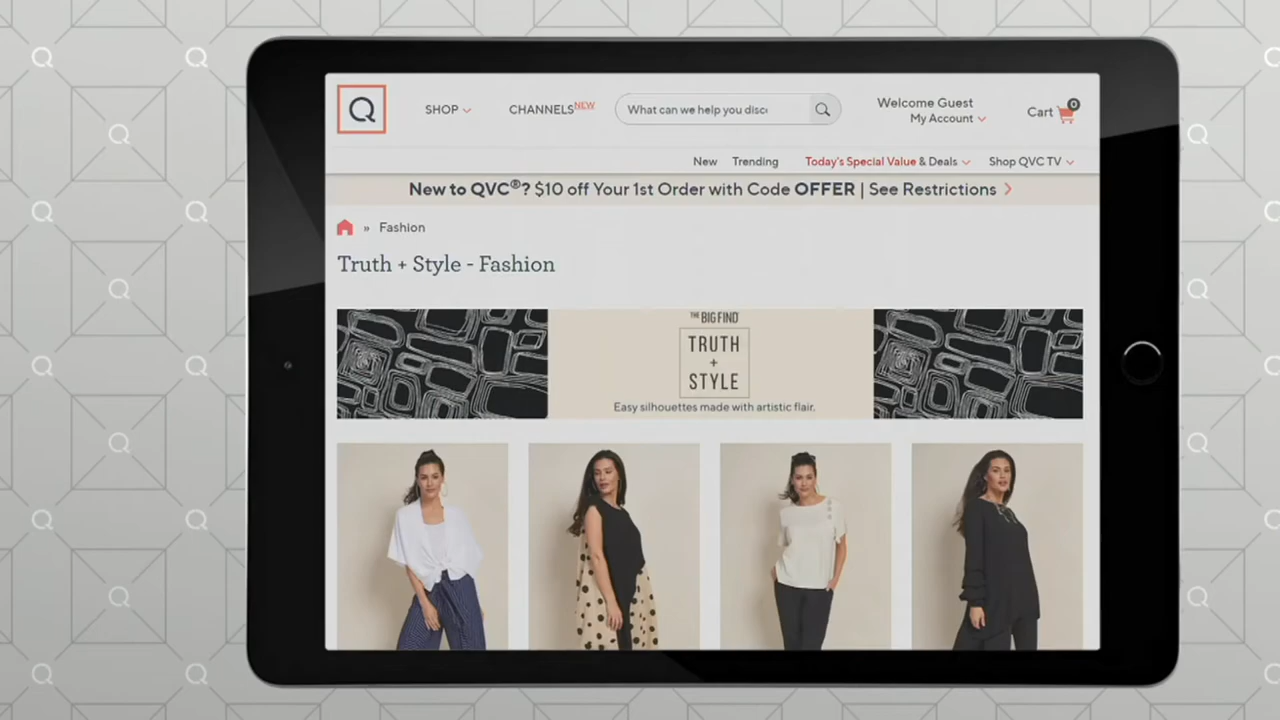 Q
SHOP
CHANNELS NEW
What can we help you disc
Welcome Guest
My Account
Cart
0
New
Trending
Today's Special Value & Deals
Shop QVC TV
New to QVC®? $10 off Your 1st Order with Code OFFER | See Restrictions
» Fashion
Truth + Style - Fashion
THE BIG FIND
TRUTH
+
STYLE
Easy silhouettes made with artistic flair.